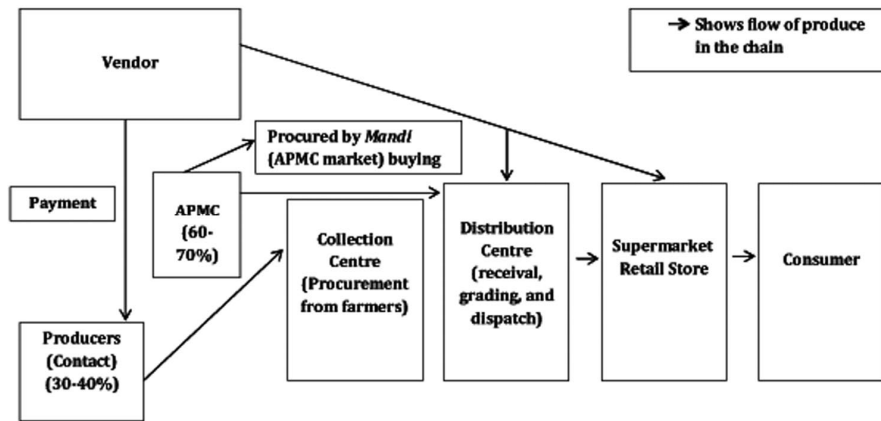 Vendor
→ Shows flow of produce
in the chain
Procured by Mandi
(APMC market) buying
Payment
APMC
(60-
70%)
Collection
Centre
(Procurement
from farmers)
Distribution
Centre
(receival,
grading, and
dispatch)
Supermarket
Retail Store
Consumer
Producers
(Contact)
(30-40%)